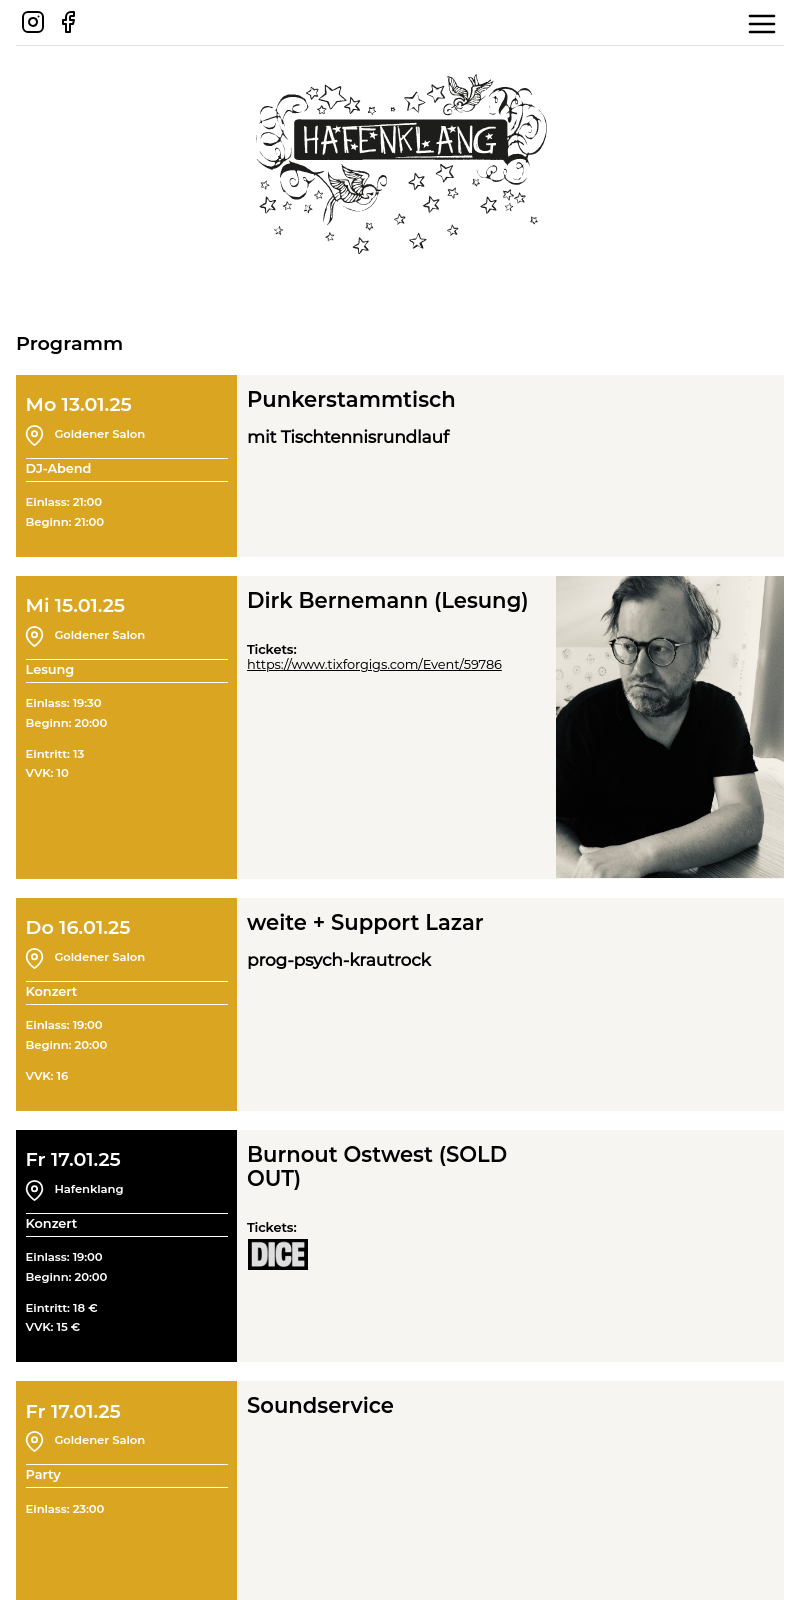 HAFENKLANG
Programm
Mo 13.01.25
Goldener Salon
DJ-Abend
Einlass: 21:00
Beginn: 21:00
Punkerstammtisch
mit Tischtennisrundlauf
Mi 15.01.25
Goldener Salon
Lesung
Einlass: 19:30
Beginn: 20:00
Eintritt: 13
VVK: 10
Dirk Bernemann (Lesung)
Tickets:
https://www.tixforgigs.com/Event/59786
Do 16.01.25
Goldener Salon
Konzert
Einlass: 19:00
Beginn: 20:00
VVK: 16
weite + Support Lazar
prog-psych-krautrock
Fr 17.01.25
Hafenklang
Konzert
Einlass: 19:00
Beginn: 20:00
Eintritt: 18 €
VVK: 15 €
Burnout Ostwest (SOLD
OUT)
Tickets:
DICE
Fr 17.01.25
Goldener Salon
Party
Einlass: 23:00
Soundservice